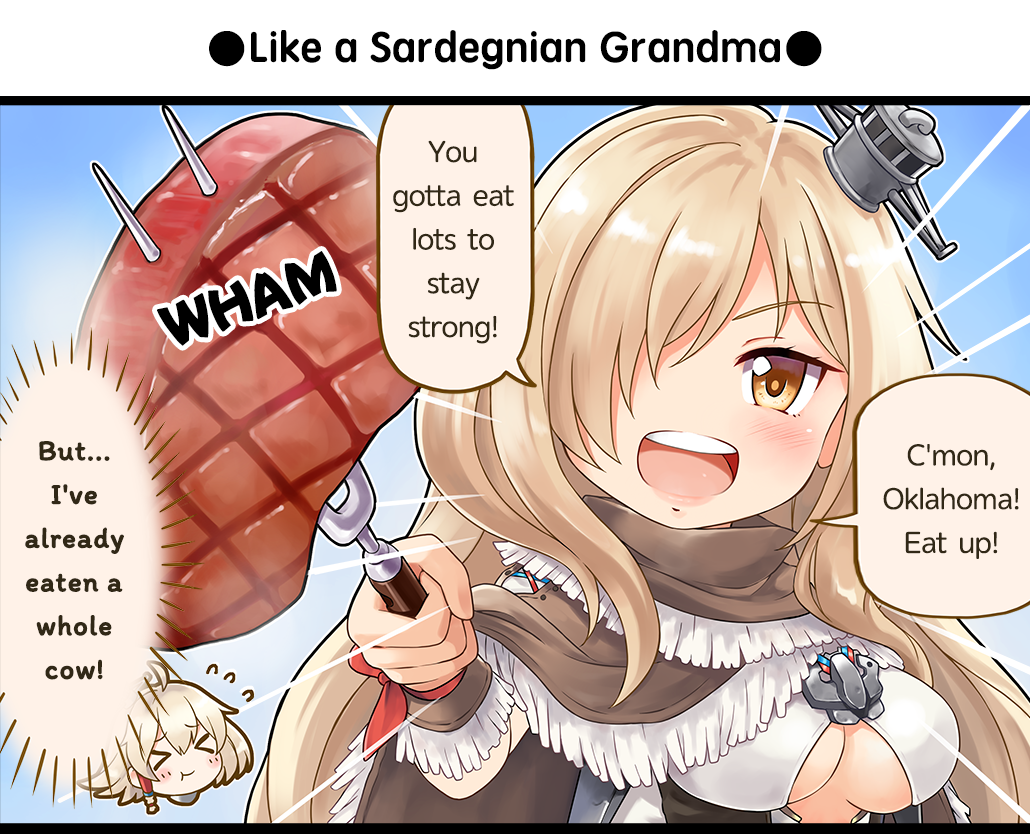 ●Like a Sardegnian Grandma●
You
gotta eat
lots to
stay
strong!
WHAM
C'mon,
Oklahoma!
Eat up!
But...
I've
already
eaten a
whole
cow!